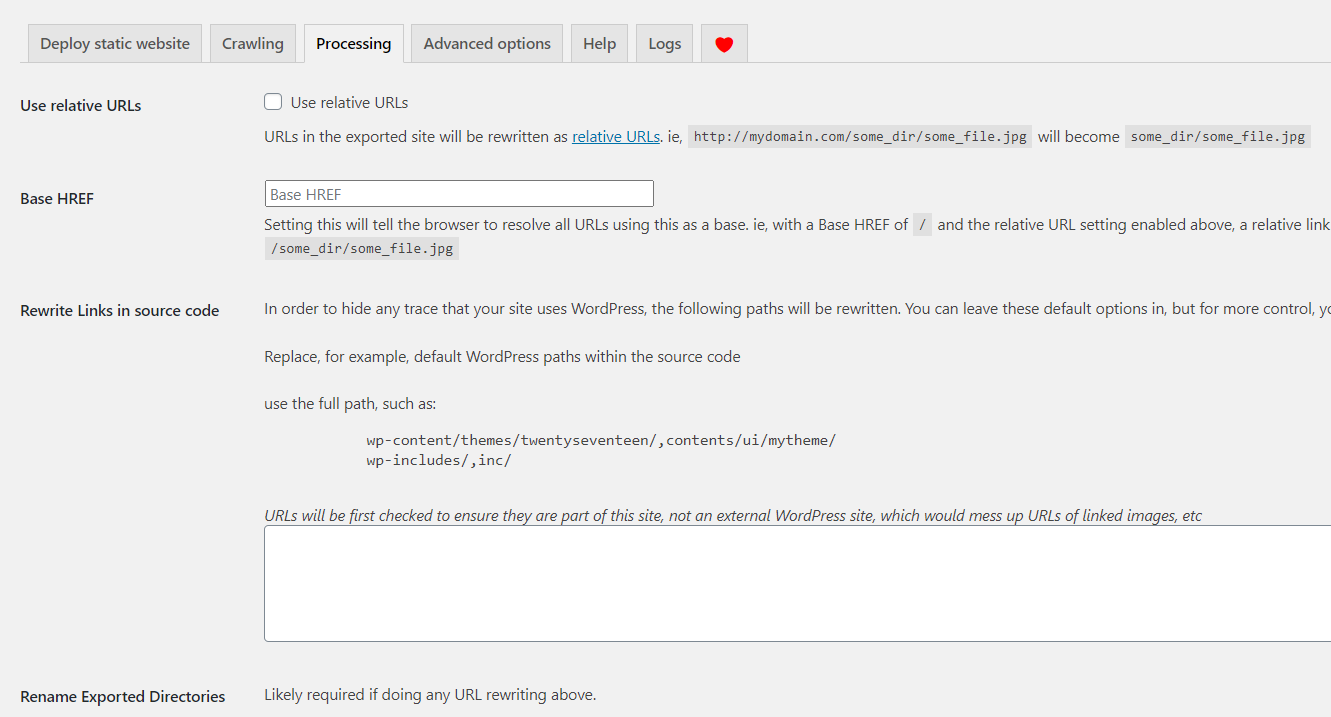 Deploy static website Crawling Processing Advanced options Help Logs
Use relative URLs Use relative URLs
URLs in the exported site will be rewritten as relative URLs. ie, http://mydomain.com/some_dir/some_file.jpg will become some_dir/some_file.jpg
Base HREF Base HREF
Setting this will tell the browser to resolve all URLs using this as a base. ie, with a Base HREF of / and the relative URL setting enabled above, a relative link
/some_dir/some_file.jpg
Rewrite Links in source code In order to hide any trace that your site uses WordPress, the following paths will be rewritten. You can leave these default options in, but for more control,
Replace, for example, default WordPress paths within the source code
use the full path, such as:
wp-content/themes/twentyseventeen/,contents/ui/mytheme/
wp-includes/,inc/
URLs will be first checked to ensure they are part of this site, not an external WordPress site, which would mess up URLs of linked images, etc
Rename Exported Directories Likely required if doing any URL rewriting above.